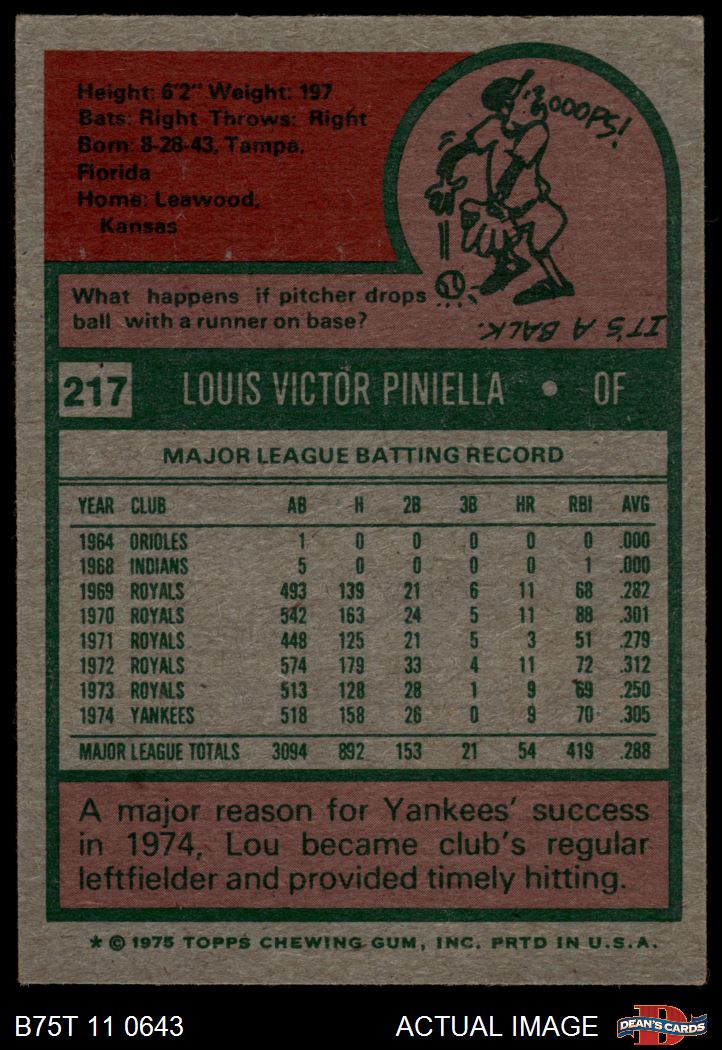 Height: 6'2" Weight: 197
Bats: Right Throws: Right
Born: 8-28-43, Tampa,
Florida
Home: Leawood,
Kansas
OOOPS!
What happens if pitcher drops
ball with a runner on base?
IT'S A BALK.
217 LOUIS VICTOR PINIELLA • OF
MAJOR LEAGUE BATTING RECORD
YEAR CLUB AB H 2B 3B HR RBI AVG
1964 ORIOLES 1 0 0 0 0 0 .000
1968 INDIANS 5 0 0 0 0 1 .000
1969 ROYALS 493 139 21 6 11 68 .282
1970 ROYALS 542 163 24 5 11 88 .301
1971 ROYALS 448 125 21 5 3 51 .279
1972 ROYALS 574 179 33 4 11 72 .312
1973 ROYALS 513 128 28 1 9 69 .250
1974 YANKEES 518 158 26 0 9 70 .305
MAJOR LEAGUE TOTALS 3094 892 153 21 54 419 .288
A major reason for Yankees' success
in 1974, Lou became club's regular
leftfielder and provided timely hitting.
* © 1975 TOPPS CHEWING GUM, INC. PRTD IN U.S.A.
B75T 11 0643 ACTUAL IMAGE D DEAN'S CARDS